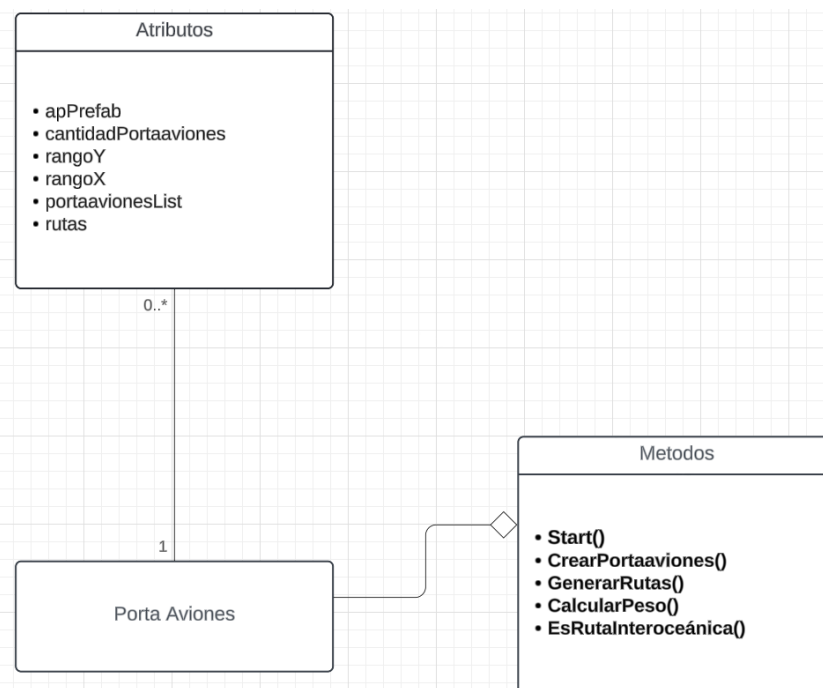 Atributos
• apPrefab
• cantidadPortaaviones
• rangoY
• rangoX
• portaavionesList
• rutas
0..*
1
Porta Aviones
Metodos
• Start()
• CrearPortaaviones()
• GenerarRutas()
• CalcularPeso()
• EsRutaInteroceánica()